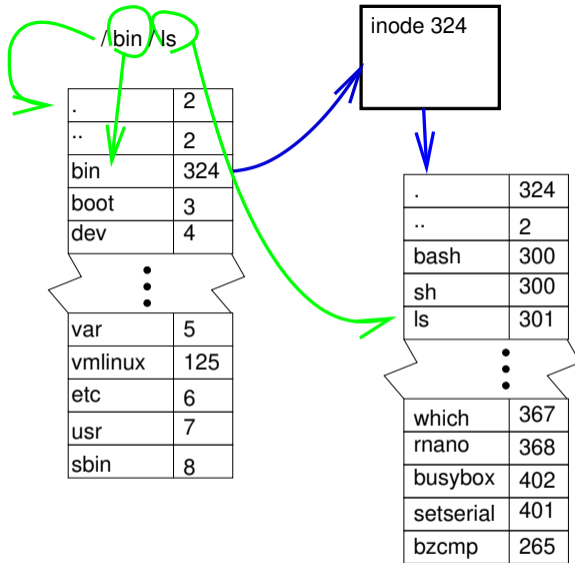 / bin / ls
. 2
.. 2
bin 324
boot 3
dev 4
var 5
vmlinux 125
etc 6
usr 7
sbin 8
inode 324
. 324
.. 2
bash 300
sh 300
ls 301
which 367
rnano 368
busybox 402
setserial 401
bzcmp 265